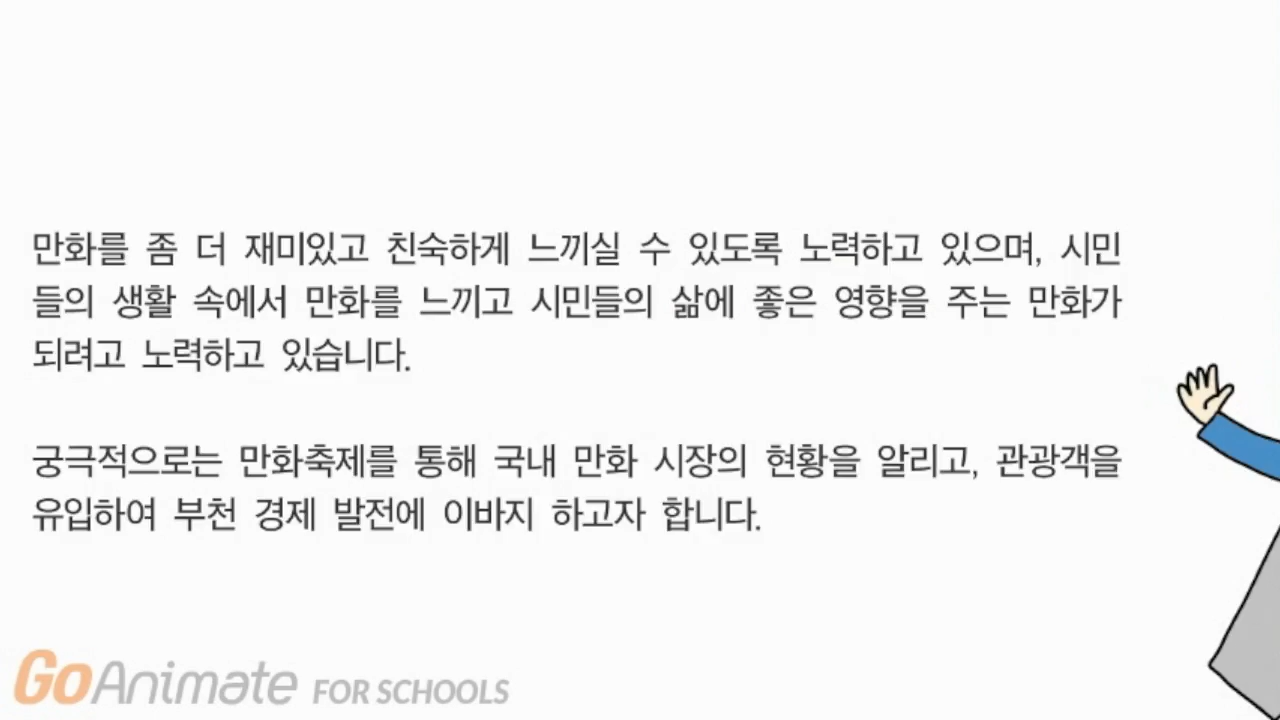 만화를 좀 더 재미있고 친숙하게 느끼실 수 있도록 노력하고 있으며, 시민
들의 생활 속에서 만화를 느끼고 시민들의 삶에 좋은 영향을 주는 만화가
되려고 노력하고 있습니다.
궁극적으로는 만화축제를 통해 국내 만화 시장의 현황을 알리고, 관광객을
유입하여 부천 경제 발전에 이바지 하고자 합니다.
GoAnimate FOR SCHOOLS